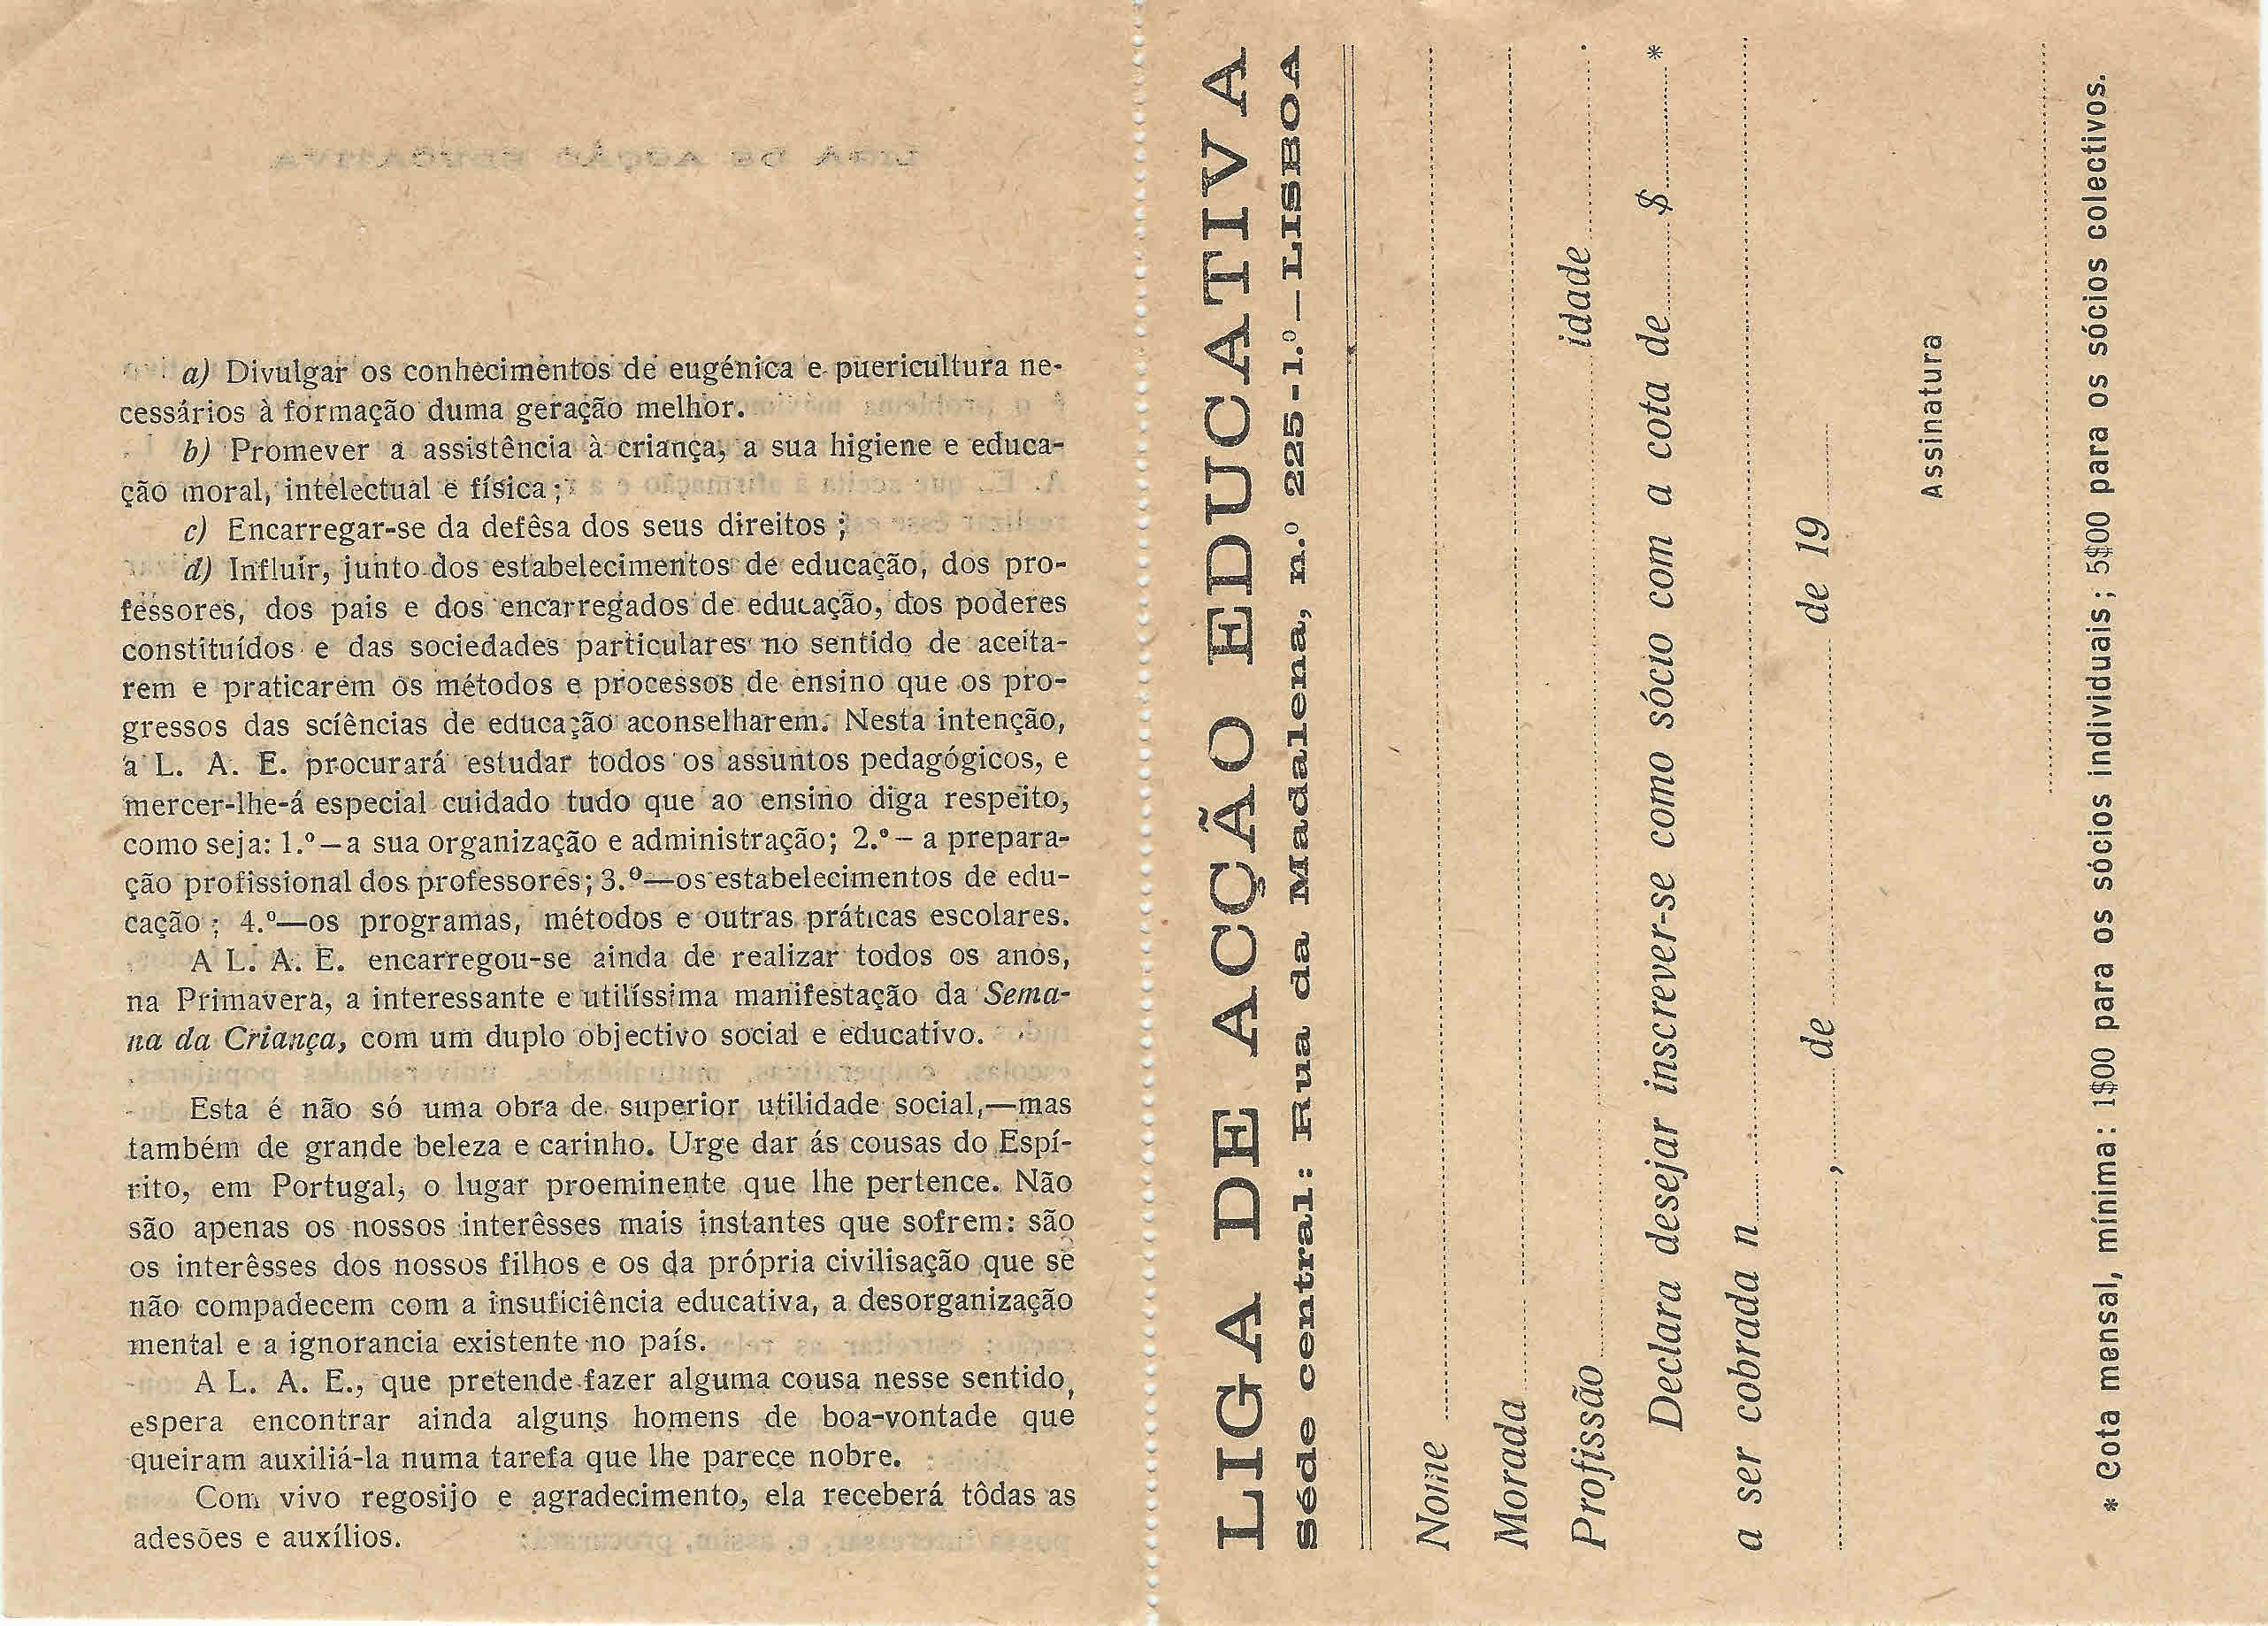 a) Divulgar os conhecimentos de eugénica e puericultura ne-
cessários à formação duma geração melhor.
b) Promever a assistência à criança, a sua higiene e educa-
ção moral, intelectual e física;
c) Encarregar-se da defêsa dos seus direitos;
d) Influír, junto dos estabelecimentos de educação, dos pro-
fessores, dos pais e dos encarregados de educação, dos poderes
constituídos e das sociedades particulares no sentido de aceita-
rem e praticarem os métodos e processos de ensino que os pro-
gressos das sciências de educação aconselharem. Nesta intenção,
a L. A. E. procurará estudar todos os assuntos pedagógicos, e
mercer-lhe-á especial cuidado tudo que ao ensino diga respeito,
como seja: 1.º—a sua organização e administração; 2.º—a prepara-
ção profissional dos professores; 3.º—os estabelecimentos de edu-
cação; 4.º—os programas, métodos e outras práticas escolares.
A L. A. E. encarregou-se ainda de realizar todos os anos,
na Primavera, a interessante e utilíssima manifestação da Sema-
na da Criança, com um duplo objectivo social e educativo.
Esta é não só uma obra de superior utilidade social,—mas
também de grande beleza e carinho. Urge dar ás cousas do Espí-
rito, em Portugal, o lugar proeminente que lhe pertence. Não
são apenas os nossos interêsses mais instantes que sofrem: são
os interêsses dos nossos filhos e os da própria civilisação que se
não compadecem com a insuficiência educativa, a desorganização
mental e a ignorancia existente no país.
A L. A. E., que pretende fazer alguma cousa nesse sentido,
espera encontrar ainda alguns homens de boa-vontade que
queiram auxiliá-la numa tarefa que lhe parece nobre.
Com vivo regosijo e agradecimento, ela receberá tôdas as
adesões e auxílios.
LIGA DE ACÇÃO EDUCATIVA
Séde central: Rua da Madalena, n.º 225-1.º—LISBOA
Nome
Morada
Profissão idade
Declara desejar inscrever-se como sócio com a cota de $ *
a ser cobrada n
, de de 19
Assinatura
* Cota mensal, mínima: 1$00 para os sócios individuais; 5$00 para os sócios colectivos.